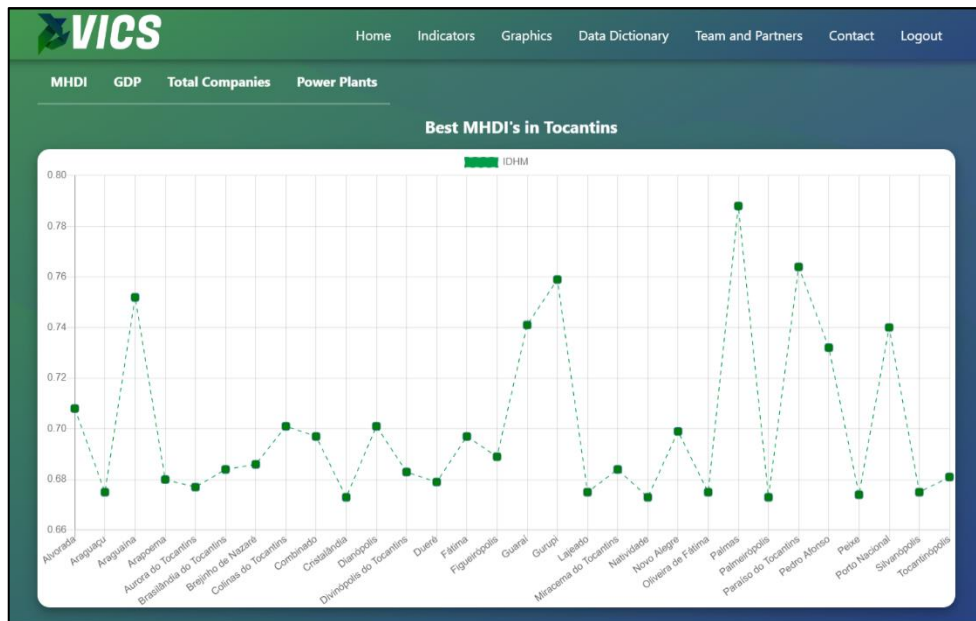 VICS
Home Indicators Graphics Data Dictionary Team and Partners Contact Logout
MHDI GDP Total Companies Power Plants
Best MHDI's in Tocantins
IDHM
0.80
0.78
0.76
0.74
0.72
0.70
0.68
0.66
Alvorada
Araguaçu
Araguaína
Arapoema
Aurora do Tocantins
Brasilândia do Tocantins
Brejinho de Nazaré
Colinas do Tocantins
Combinado
Cristalândia
Dianópolis
Divinópolis do Tocantins
Dueré
Fátima
Figueirópolis
Guaraí
Gurupi
Lajeado
Miracema do Tocantins
Natividade
Novo Alegre
Oliveira de Fátima
Palmas
Palmeirópolis
Paraíso do Tocantins
Pedro Afonso
Peixe
Porto Nacional
Silvanópolis
Tocantinópolis